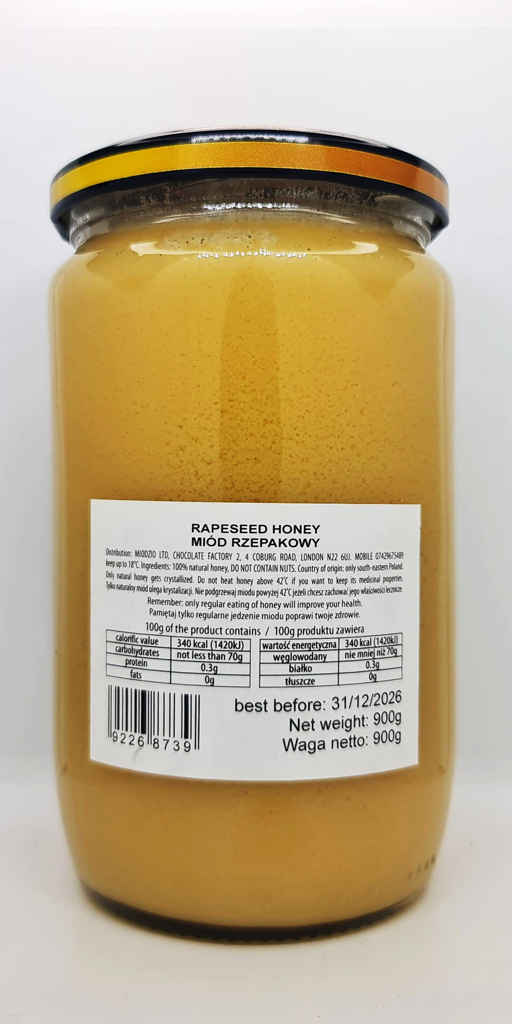 RAPESEED HONEY
MIÓD RZEPAKOWY
Distribution: MIODZIO LTD, CHOCOLATE FACTORY 2, 4 COBURG ROAD, LONDON N22 6UJ. MOBILE 07429675489
keep up to 18°C. Ingredients: 100% natural honey, DO NOT CONTAIN NUTS. Country of origin: only south-eastern Poland.
Only natural honey gets crystallized. Do not heat honey above 42°C if you want to keep its medicinal properties.
Tylko naturalny miód ulega krystalizacji. Nie podgrzewaj miodu powyżej 42°C jeżeli chcesz zachować jego właściwości lecznicze.
Remember: only regular eating of honey will improve your health.
Pamiętaj tylko regularne jedzenie miodu poprawi twoje zdrowie.
100g of the product contains / 100g produktu zawiera
calorific value 340 kcal (1420kJ) wartość energetyczna 340 kcal (1420kJ)
carbohydrates not less than 70g węglowodany nie mniej niż 70g
protein 0.3g białko 0.3g
fats 0g tłuszcze 0g
best before: 31/12/2026
Net weight: 900g
Waga netto: 900g
9226 8739